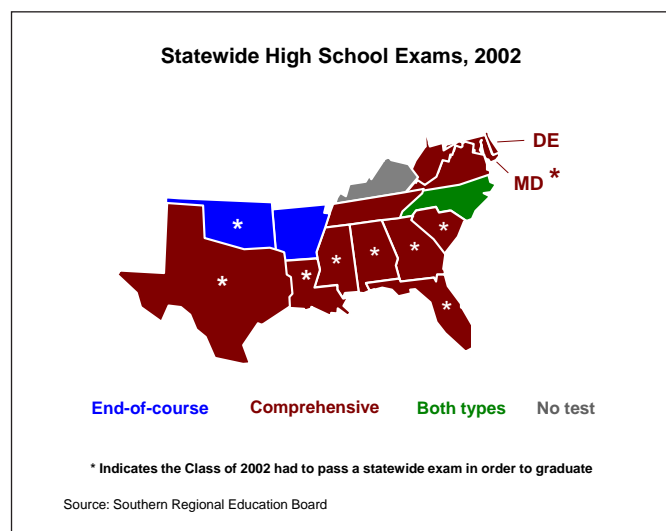 Statewide High School Exams, 2002
DE
MD *
*
*
*
*
*
*
*
*
End-of-course Comprehensive Both types No test
* Indicates the Class of 2002 had to pass a statewide exam in order to graduate
Source: Southern Regional Education Board